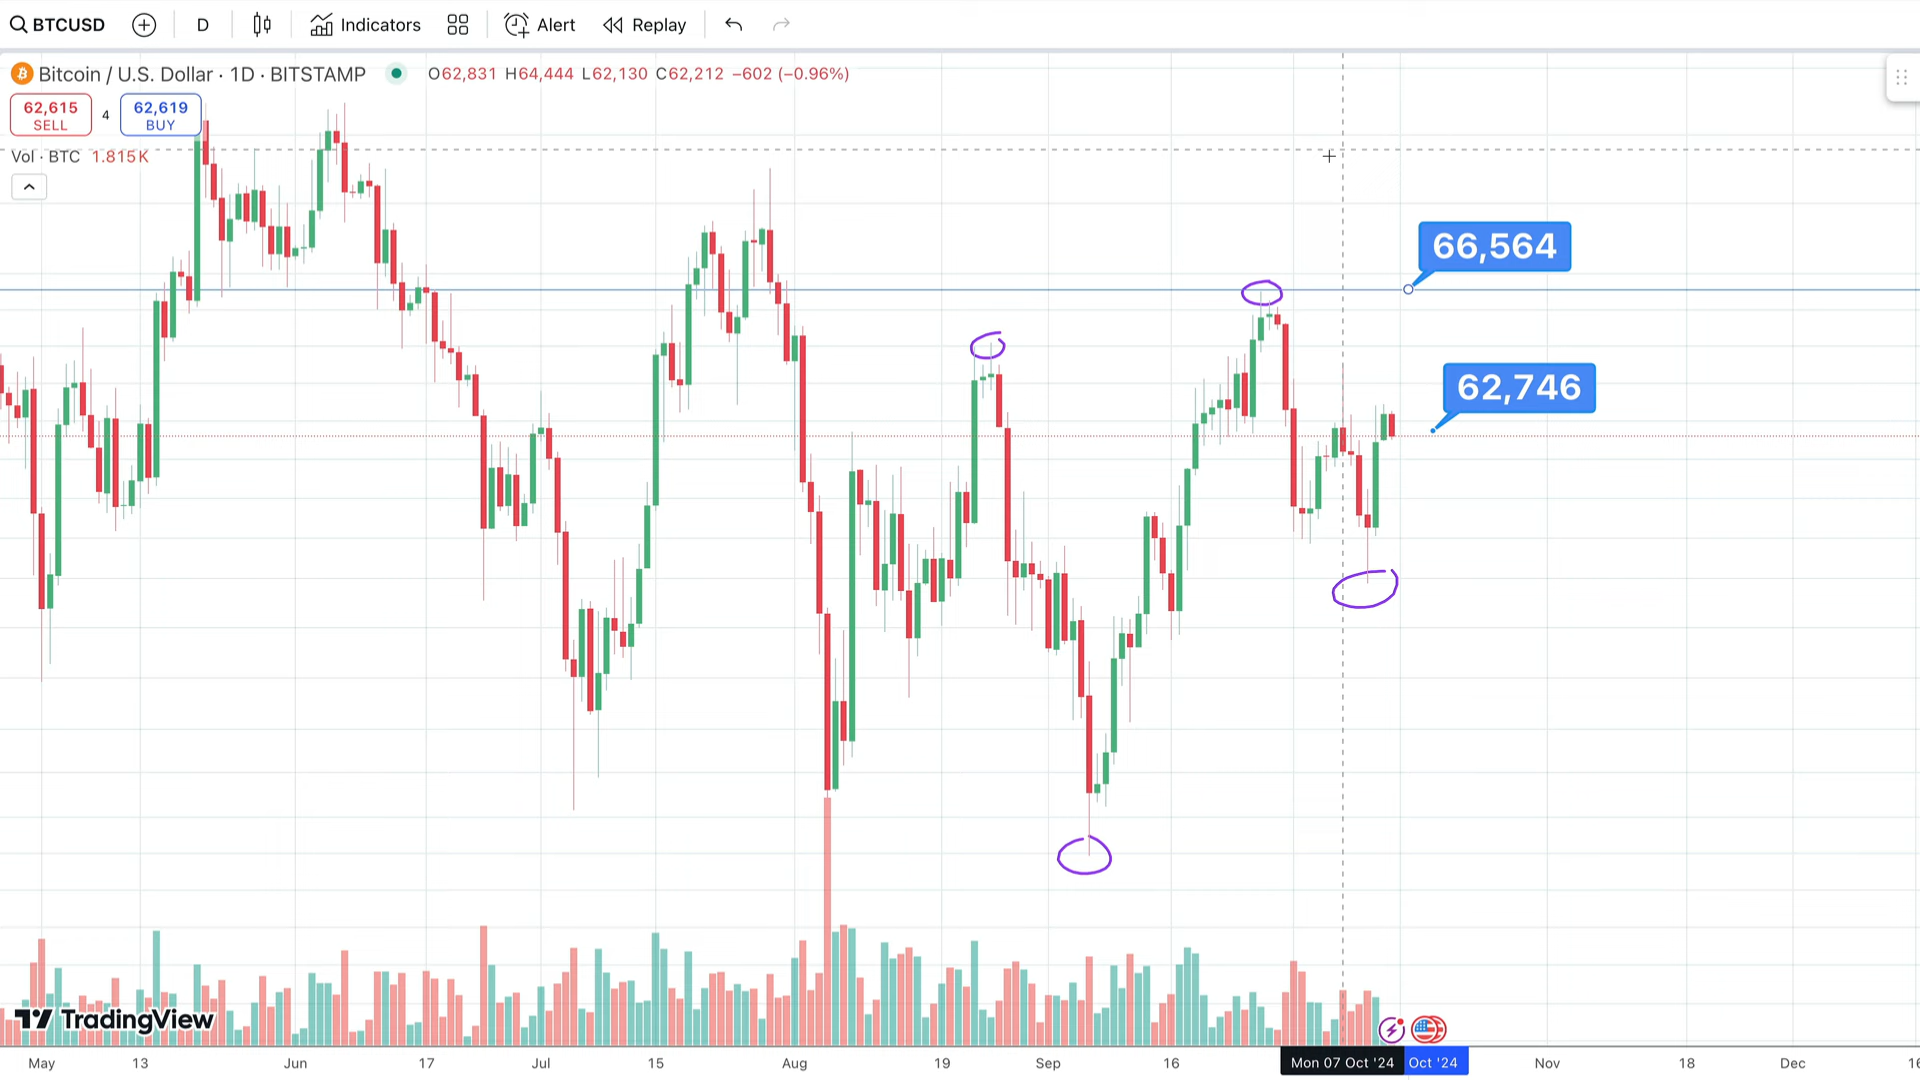 BTCUSD D Indicators Alert Replay
Bitcoin / U.S. Dollar · 1D · BITSTAMP O62,831 H64,444 L62,130 C62,212 −602 (−0.96%)
62,615 4 62,619
SELL BUY
Vol · BTC 1.815K
66,564
62,746
TradingView
May 13 Jun 17 Jul 15 Aug 19 Sep 16 Mon 07 Oct '24 Oct '24 Nov 18 Dec